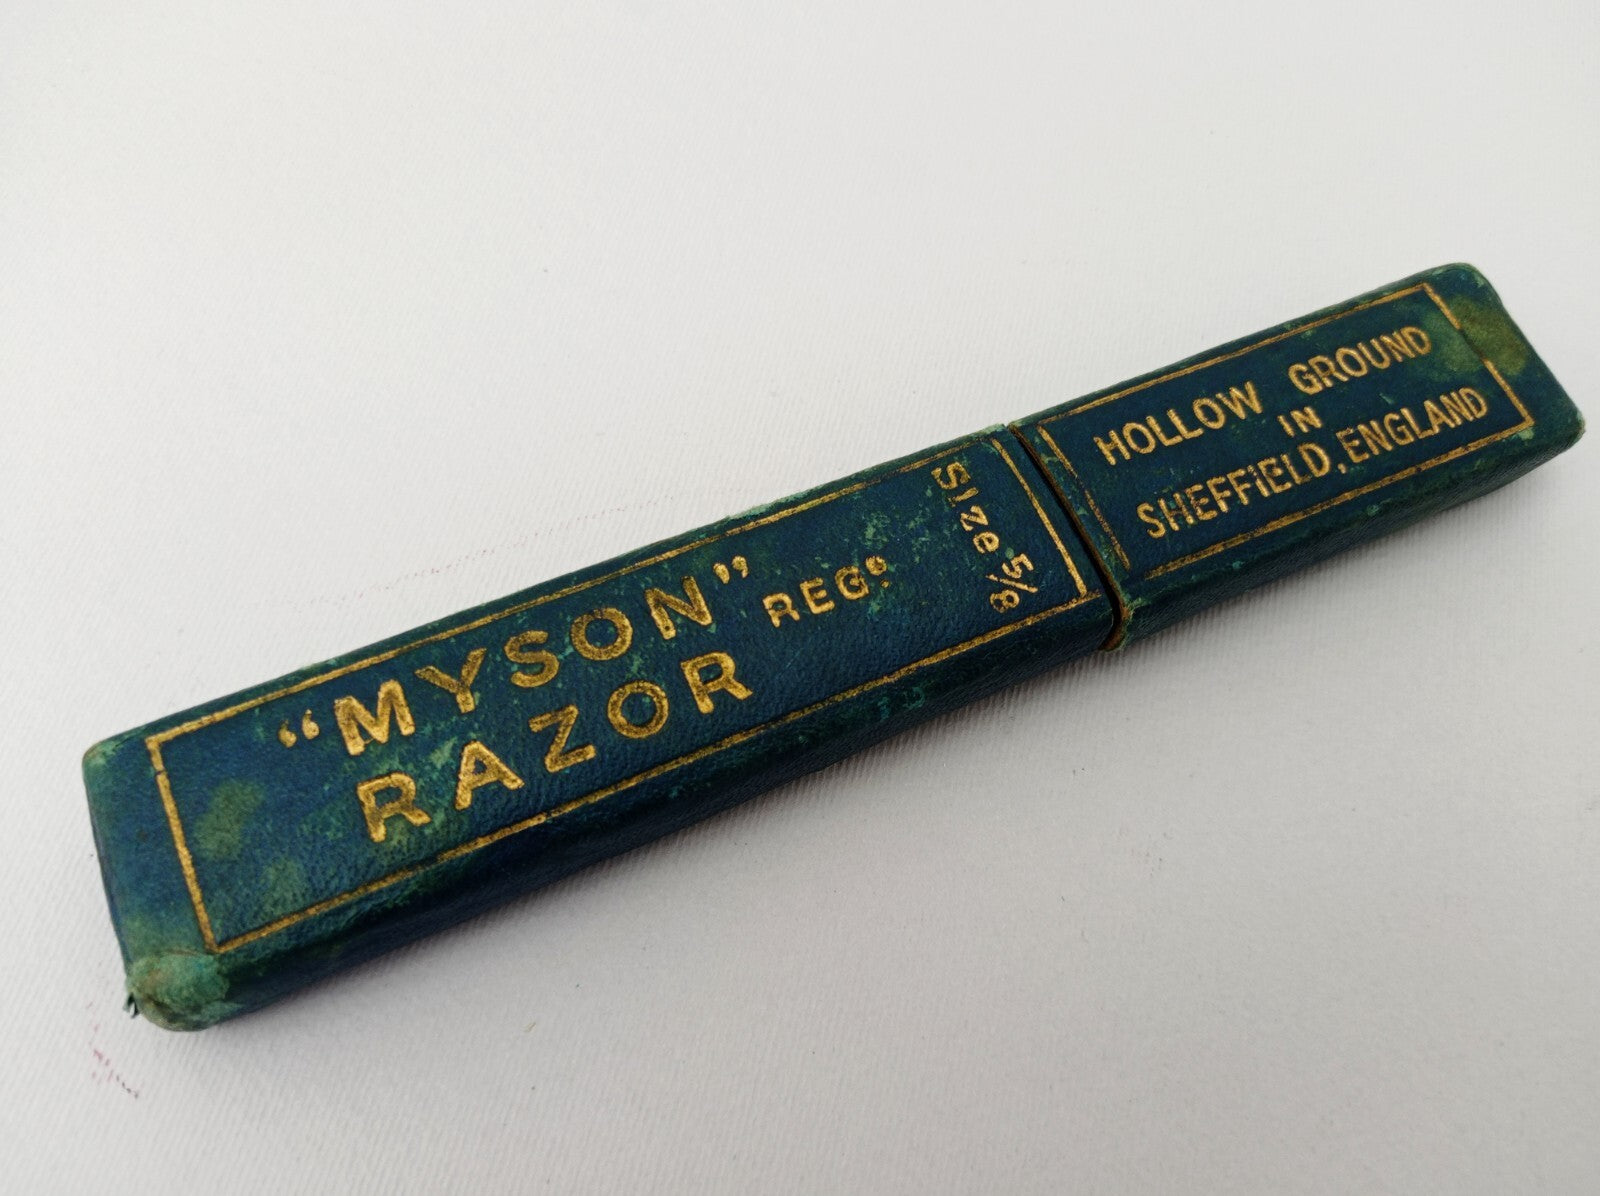 “MYSON” REGD.
RAZOR
Size 5/8
HOLLOW GROUND
IN
SHEFFIELD, ENGLAND